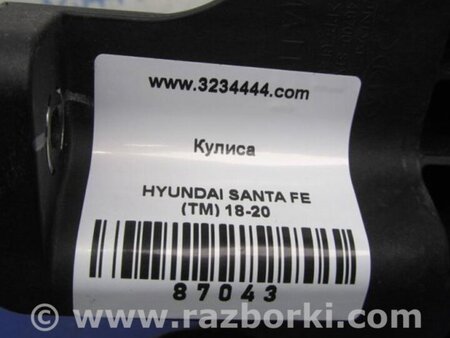 www.3234444.com
Кулиса
HYUNDAI SANTA FE
(TM) 18-20
87043
© www.razborki.com